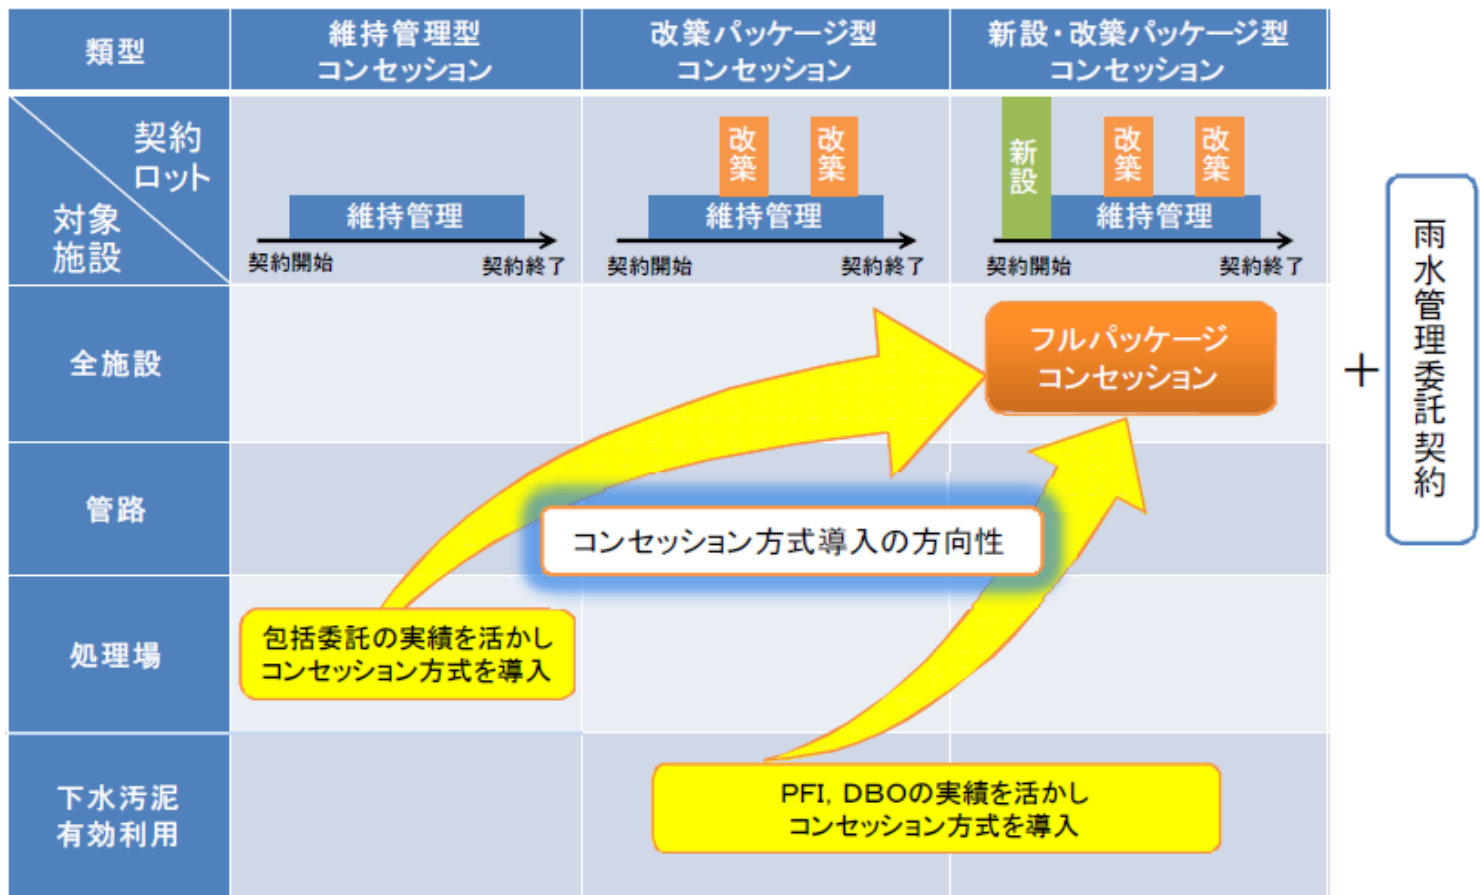 類型
維持管理型
コンセッション
改築パッケージ型
コンセッション
新設・改築パッケージ型
コンセッション
契約
ロット
対象
施設
維持管理
契約開始
契約終了
改築
改築
維持管理
契約開始
契約終了
新設
改築
改築
維持管理
契約開始
契約終了
全施設
フルパッケージ
コンセッション
管路
コンセッション方式導入の方向性
処理場
包括委託の実績を活かし
コンセッション方式を導入
下水汚泥
有効利用
PFI, DBOの実績を活かし
コンセッション方式を導入
+
雨水管理委託契約